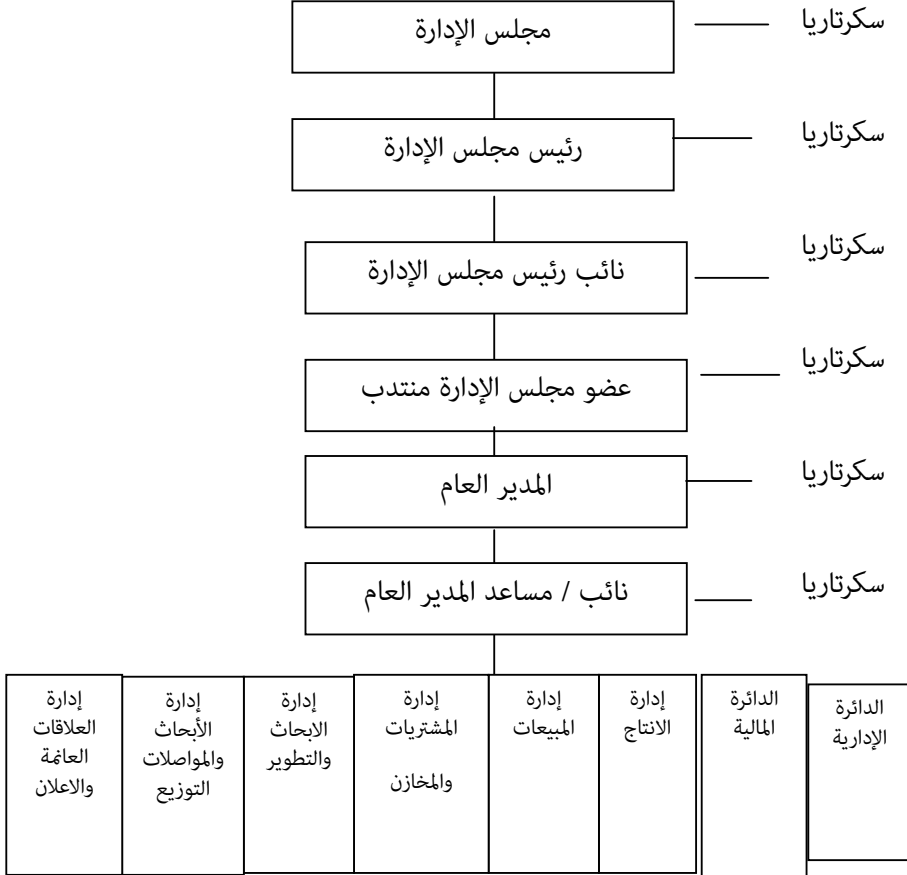 مجلس الإدارة
سكرتاريا
رئيس مجلس الإدارة
سكرتاريا
نائب رئيس مجلس الإدارة
سكرتاريا
عضو مجلس الإدارة منتدب
سكرتاريا
المدير العام
سكرتاريا
نائب / مساعد المدير العام
سكرتاريا
الدائرة
الإدارية
الدائرة
المالية
إدارة
الانتاج
إدارة
المبيعات
إدارة
المشتريات
والمخازن
إدارة
الابحاث
والتطوير
إدارة
الأبحاث
والمواصلات
التوزيع
إدارة
العلاقات
العائمة
والاعلان